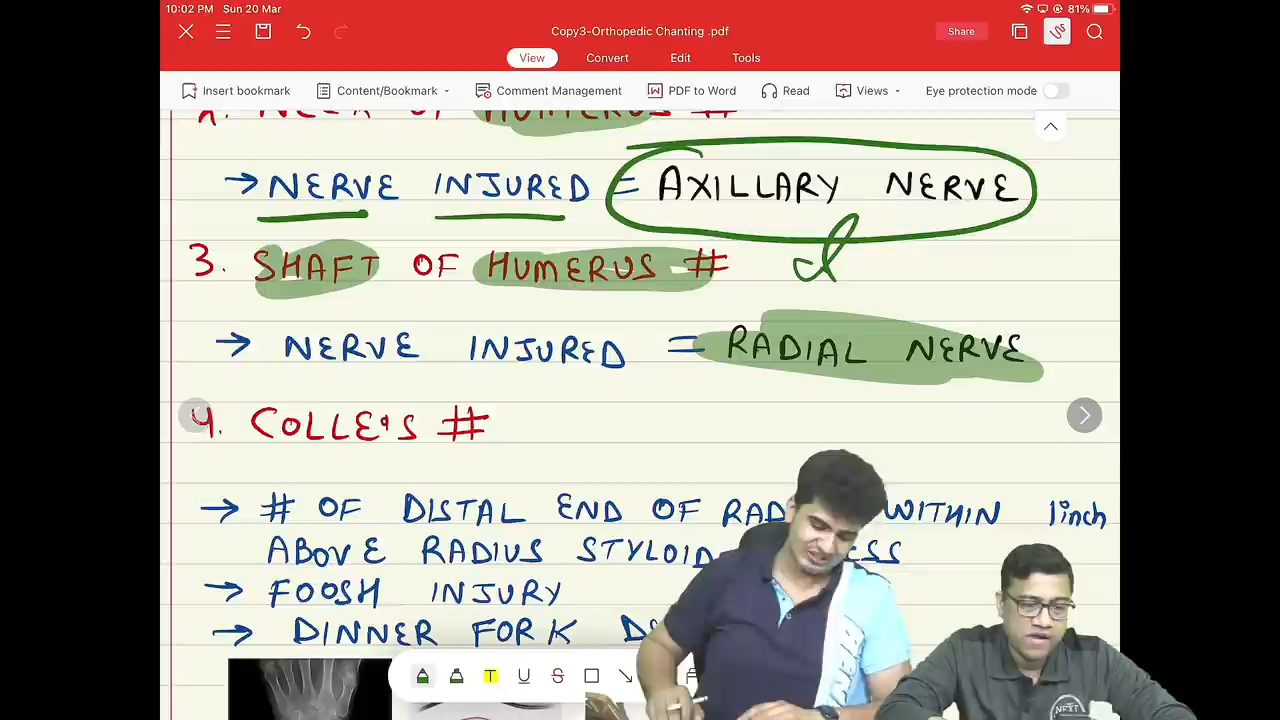 10:02 PM Sun 20 Mar 81%
Copy3-Orthopedic Chanting .pdf
Share
View Convert Edit Tools
Insert bookmark Content/Bookmark Comment Management PDF to Word Read Views Eye protection mode
NECK OF HUMERUS #
→ NERVE INJURED = AXILLARY NERVE
3. SHAFT OF HUMERUS #
→ NERVE INJURED = RADIAL NERVE
4. COLLE'S #
→ # OF DISTAL END OF WITHIN 1inch
ABOVE RADIUS STYLOID
→ FOOSH INJURY
→ DINNER FORK
T U S